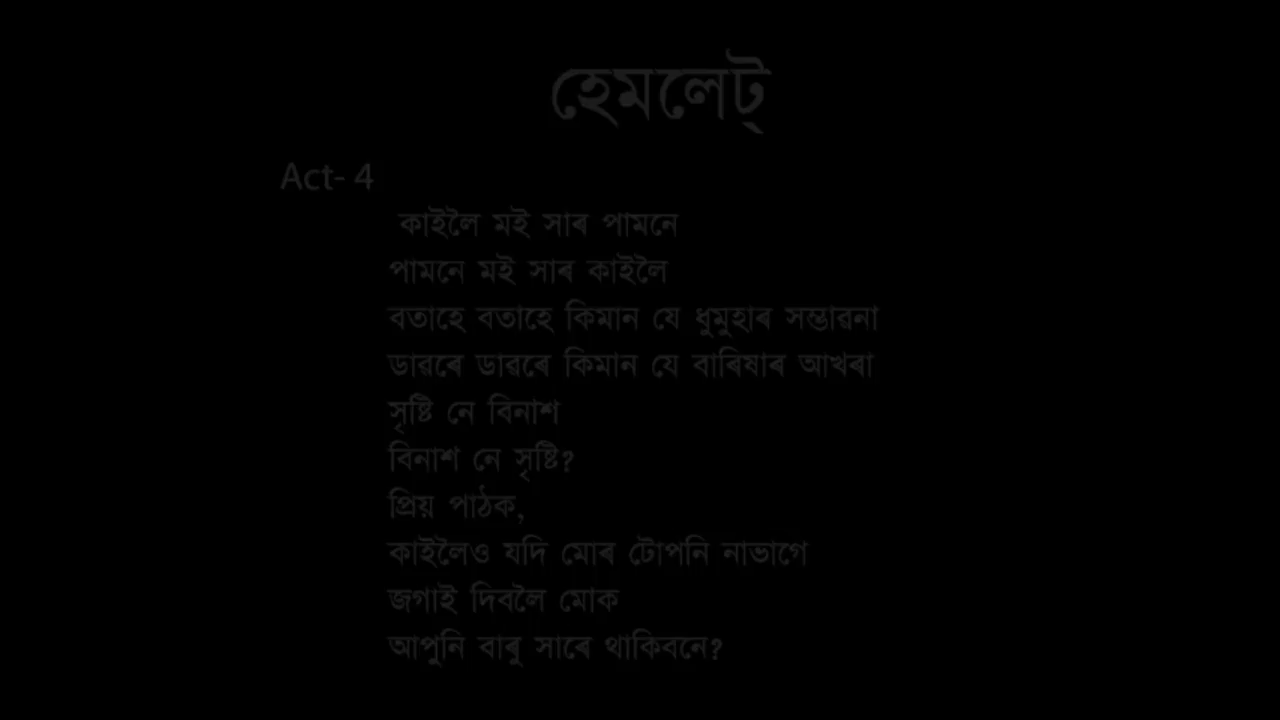 হেমলেট্
Act- 4
কাইলৈ মই সাৰ পামনে
পামনে মই সাৰ কাইলৈ
বতাহে বতাহে কিমান যে ধুমুহাৰ সম্ভাৱনা
ডাৱৰে ডাৱৰে কিমান যে বাৰিষাৰ আখৰা
সৃষ্টি নে বিনাশ
বিনাশ নে সৃষ্টি?
প্ৰিয় পাঠক,
কাইলৈও যদি মোৰ টোপনি নাভাগে
জগাই দিবলৈ মোক
আপুনি বাৰু সাৰে থাকিবনে?